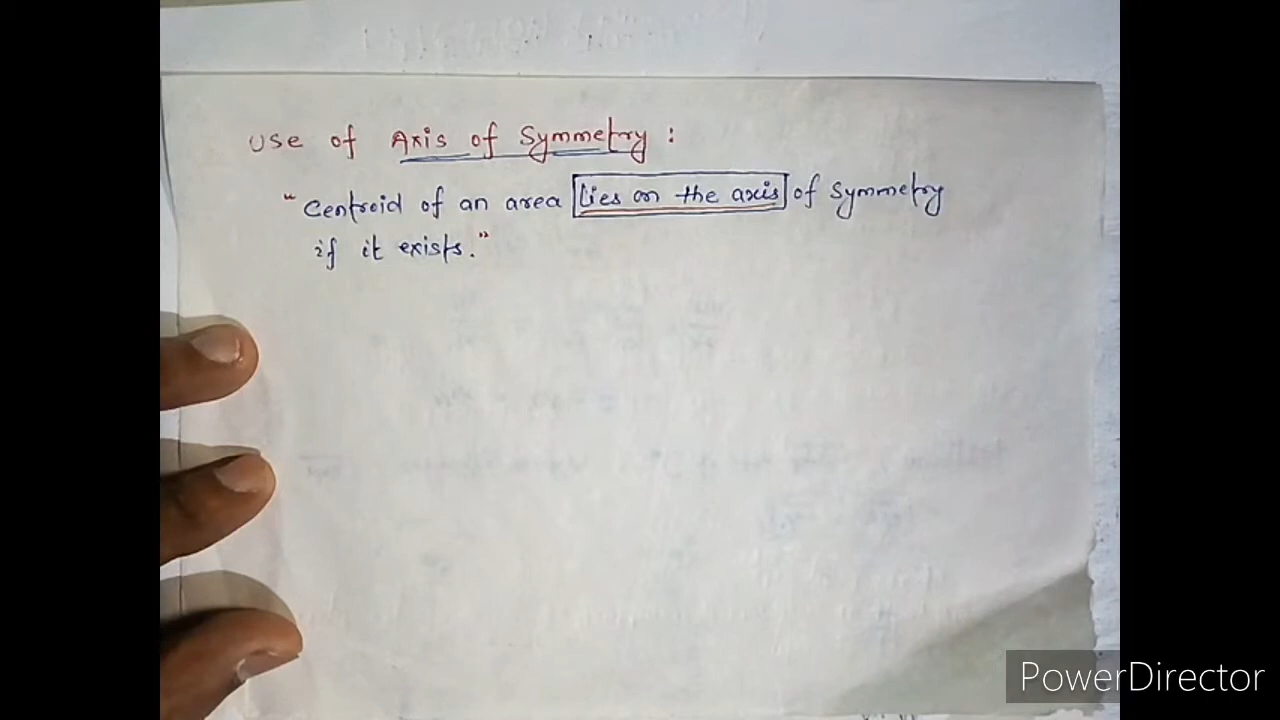 Use of Axis of Symmetry :
"Centroid of an area lies on the axis of symmetry
if it exists."
PowerDirector